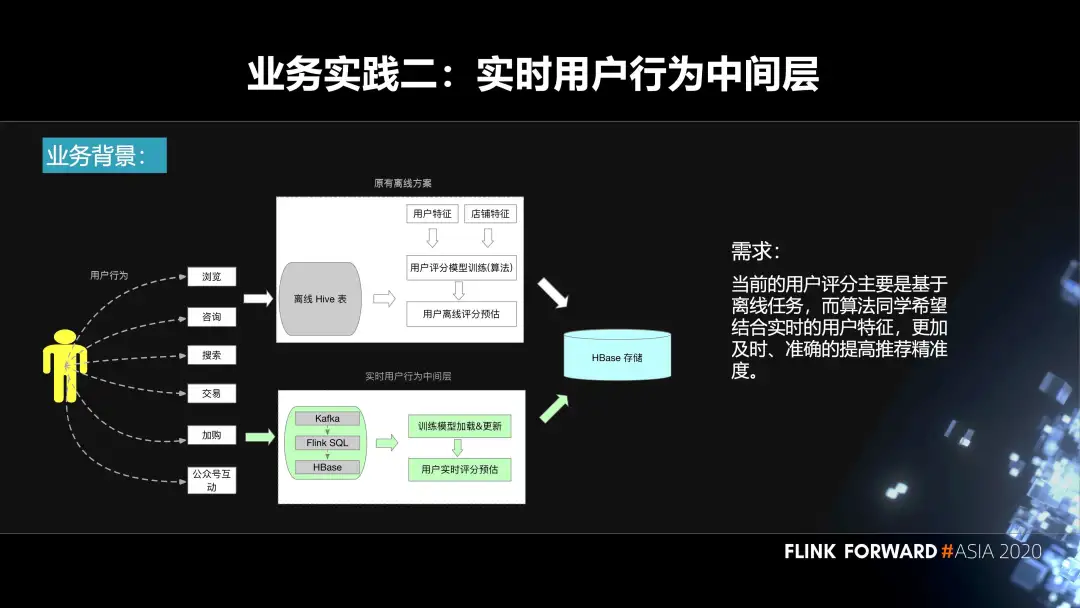 业务实践二：实时用户行为中间层
业务背景：
原有离线方案
用户特征
店铺特征
用户行为
浏览
用户评分模型训练(算法)
离线 Hive 表
咨询
用户离线评分预估
搜索
交易
加购
公众号互
动
HBase 存储
实时用户行为中间层
Kafka
Flink SQL
HBase
训练模型加载&更新
用户实时评分预估
需求：
当前的用户评分主要是基于
离线任务，而算法同学希望
结合实时的用户特征，更加
及时、准确的提高推荐精准
度。
FLINK FORWARD #ASIA 2020